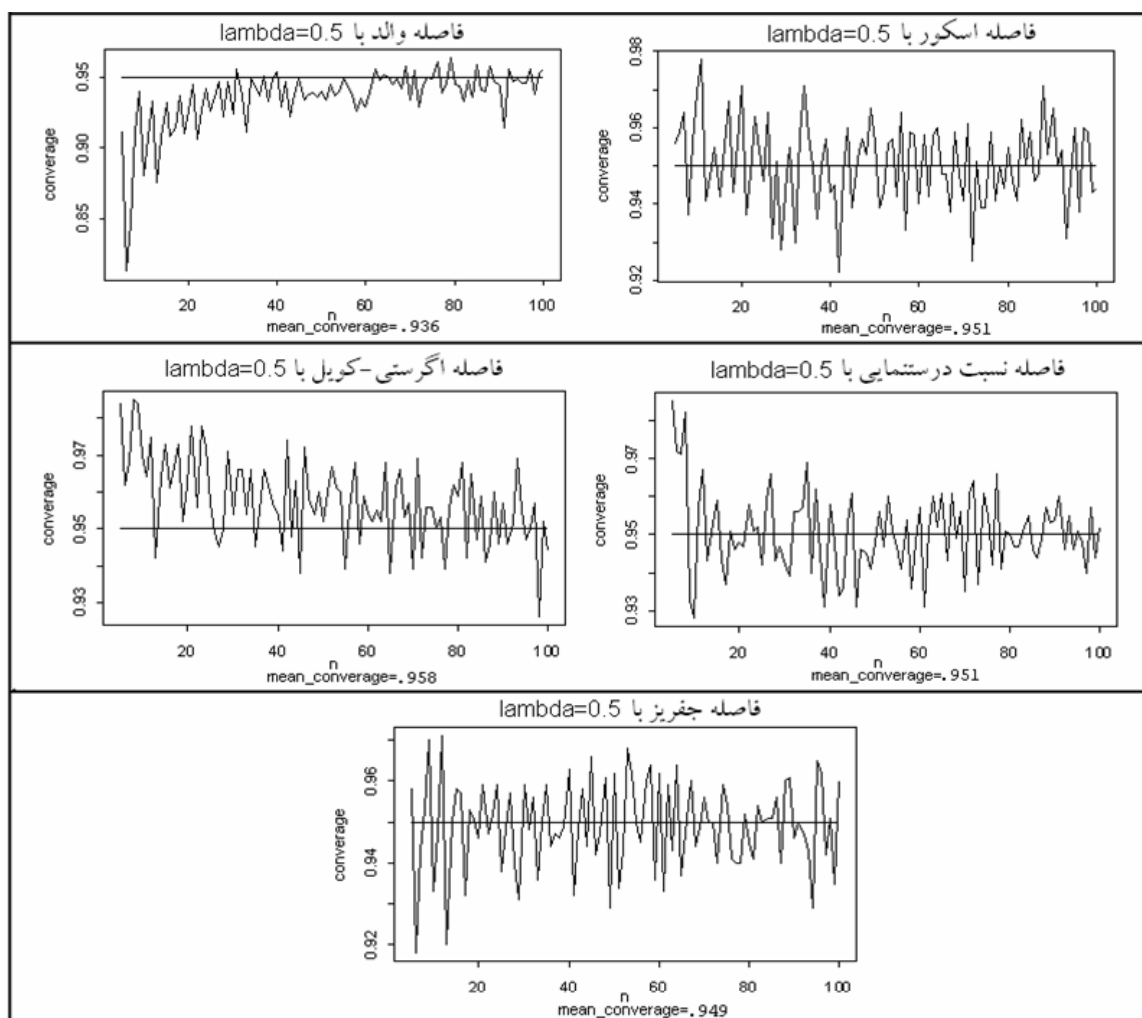 فاصله والد با lambda=0.5
converage
0.95
0.90
0.85
20 40 60 80 100
n
mean_converage=.936
فاصله اسکور با lambda=0.5
converage
0.98
0.96
0.94
0.92
20 40 60 80 100
n
mean_converage=.951
فاصله اگرستی-کویل با lambda=0.5
converage
0.97
0.95
0.93
20 40 60 80 100
n
mean_converage=.958
فاصله نسبت درستنمایی با lambda=0.5
converage
0.97
0.95
0.93
20 40 60 80 100
n
mean_converage=.951
فاصله جفریز با lambda=0.5
converage
0.96
0.94
0.92
20 40 60 80 100
n
mean_converage=.949